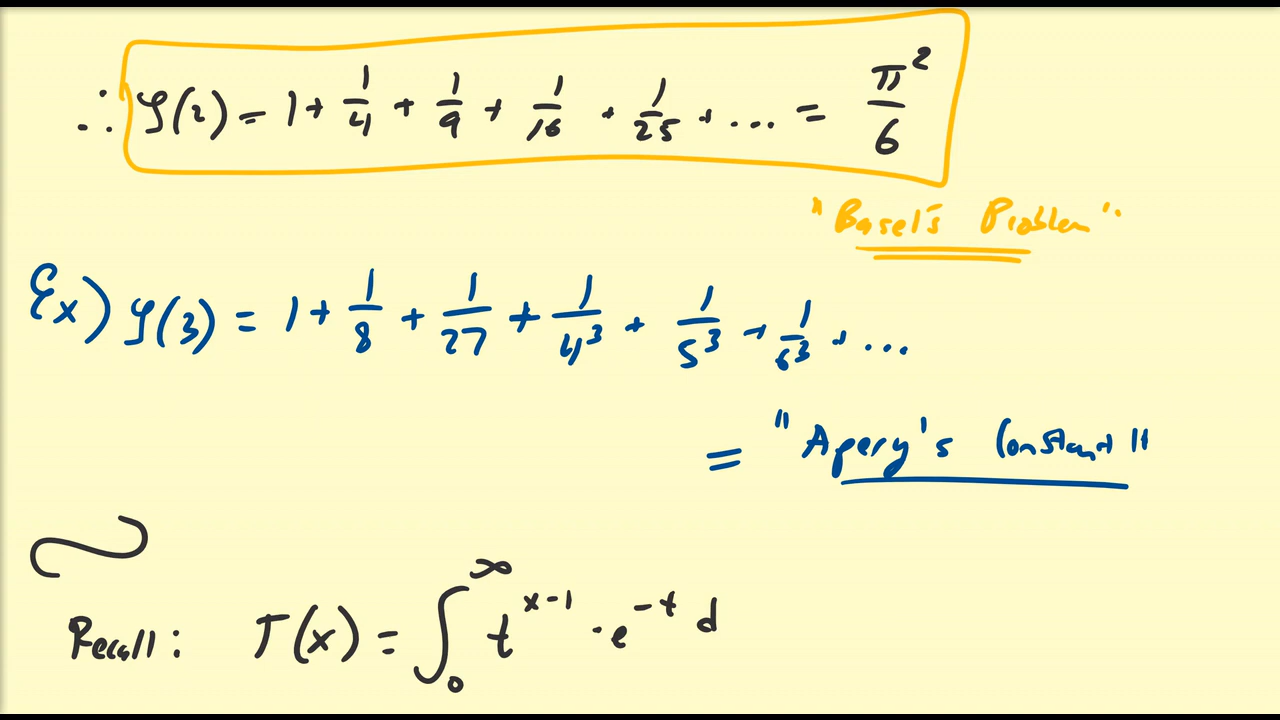 ∴ ζ(2) = 1 + 1/4 + 1/9 + 1/16 + 1/25 + ... = π²/6
"Basel's Problem"
Ex) ζ(3) = 1 + 1/8 + 1/27 + 1/4³ + 1/5³ + 1/6³ + ...
= "Apery's Constant"
Recall: Γ(x) = ∫₀^∞ t^(x-1) · e^(-t) d